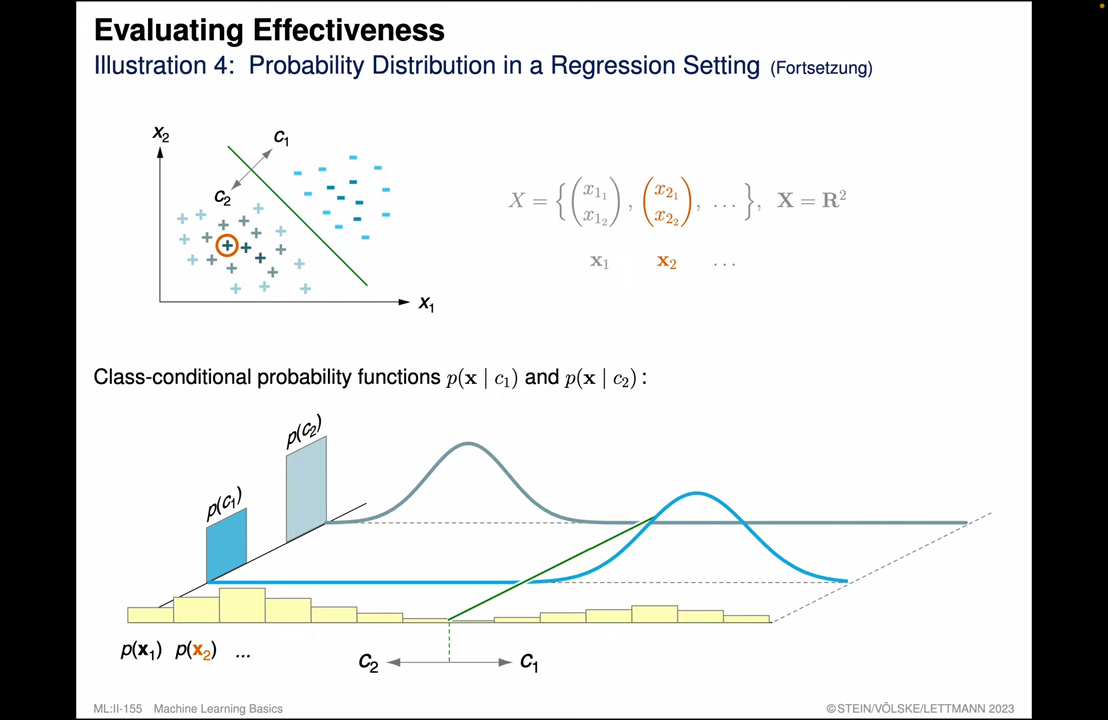 Evaluating Effectiveness
Illustration 4: Probability Distribution in a Regression Setting (Fortsetzung)
x₂
c₁
c₂
x₁
X = { (x₁₁ x₁₂), (x₂₁ x₂₂), … }, X = R²
x₁ x₂ …
Class-conditional probability functions p(x | c₁) and p(x | c₂) :
p(c₂)
p(c₁)
p(x₁) p(x₂) ...
c₂ c₁
ML:II-155 Machine Learning Basics
©STEIN/VÖLSKE/LETTMANN 2023